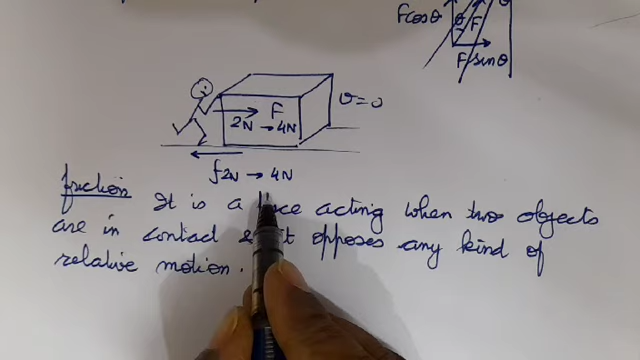 Fcosθ
θ F
F sinθ
F
2N → 4N
v = 0
f 2N → 4N
friction It is a force acting when two objects
are in contact & it opposes any kind of
relative motion.